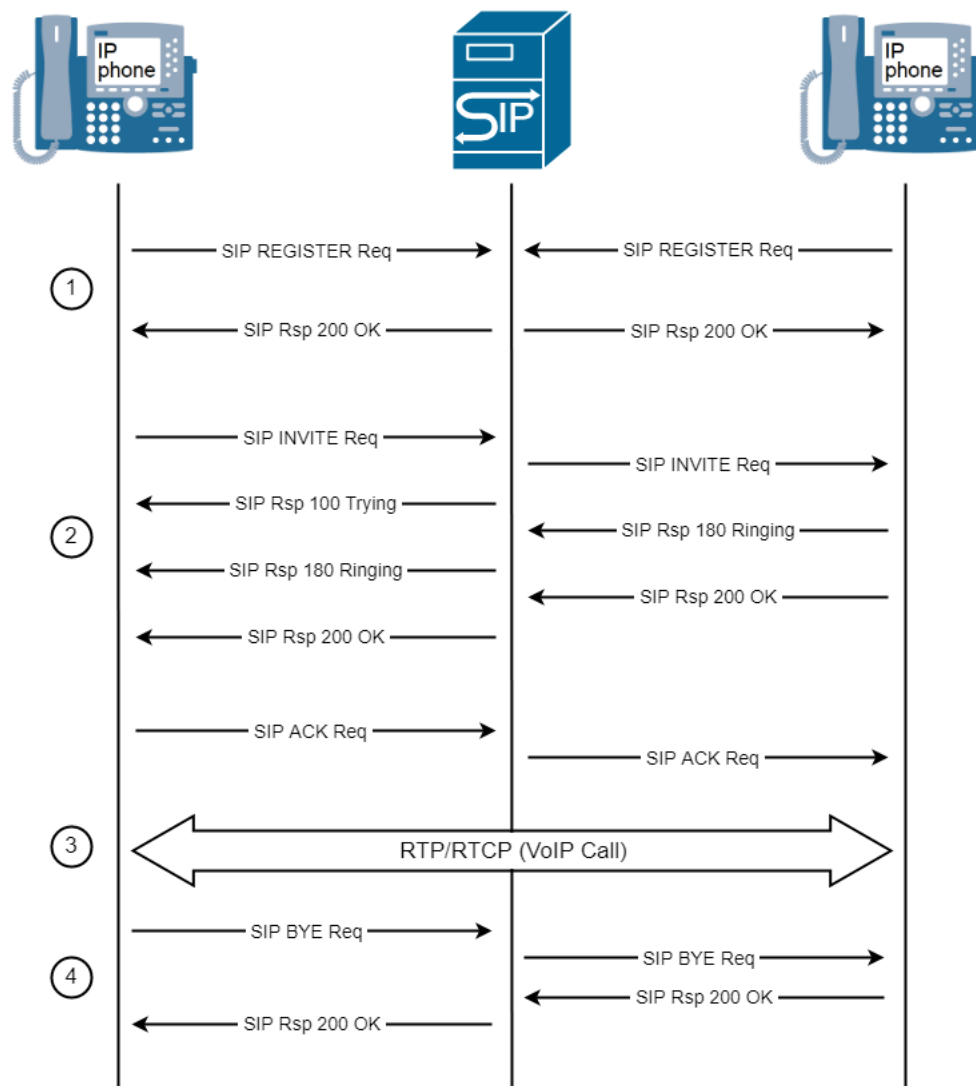 IP
phone
SIP
IP
phone
SIP REGISTER Req
SIP REGISTER Req
1
SIP Rsp 200 OK
SIP Rsp 200 OK
SIP INVITE Req
SIP INVITE Req
SIP Rsp 100 Trying
SIP Rsp 180 Ringing
2
SIP Rsp 180 Ringing
SIP Rsp 200 OK
SIP Rsp 200 OK
SIP ACK Req
SIP ACK Req
3
RTP/RTCP (VoIP Call)
SIP BYE Req
SIP BYE Req
4
SIP Rsp 200 OK
SIP Rsp 200 OK